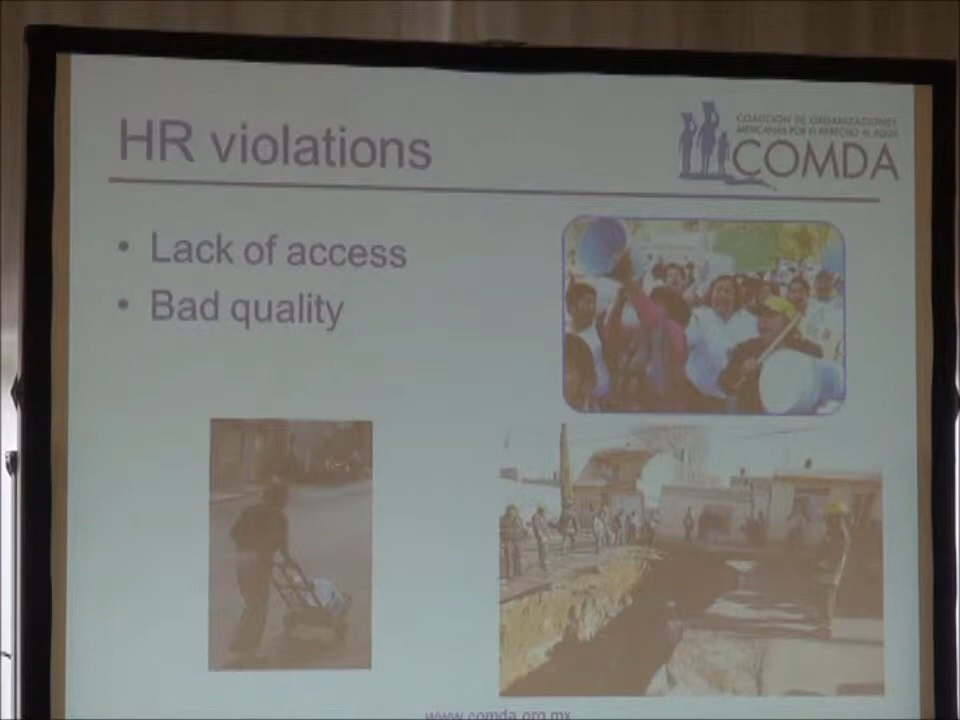 HR violations
COMISIÓN DE ORGANIZACIONES
MEXICANAS POR EL DERECHO AL AGUA
COMDA
• Lack of access
• Bad quality
www.comda.org.mx